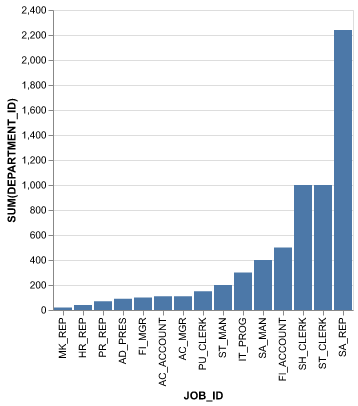 2,400
2,200
2,000
1,800
1,600
1,400
1,200
1,000
800
600
400
200
0
SUM(DEPARTMENT_ID)
MK_REP
HR_REP
PR_REP
AD_PRES
FI_MGR
AC_ACCOUNT
AC_MGR
PU_CLERK
ST_MAN
IT_PROG
SA_MAN
FI_ACCOUNT
SH_CLERK
ST_CLERK
SA_REP
JOB_ID